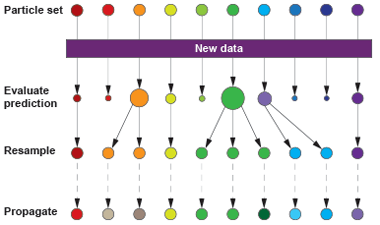 Particle set
New data
Evaluate
prediction
Resample
Propagate